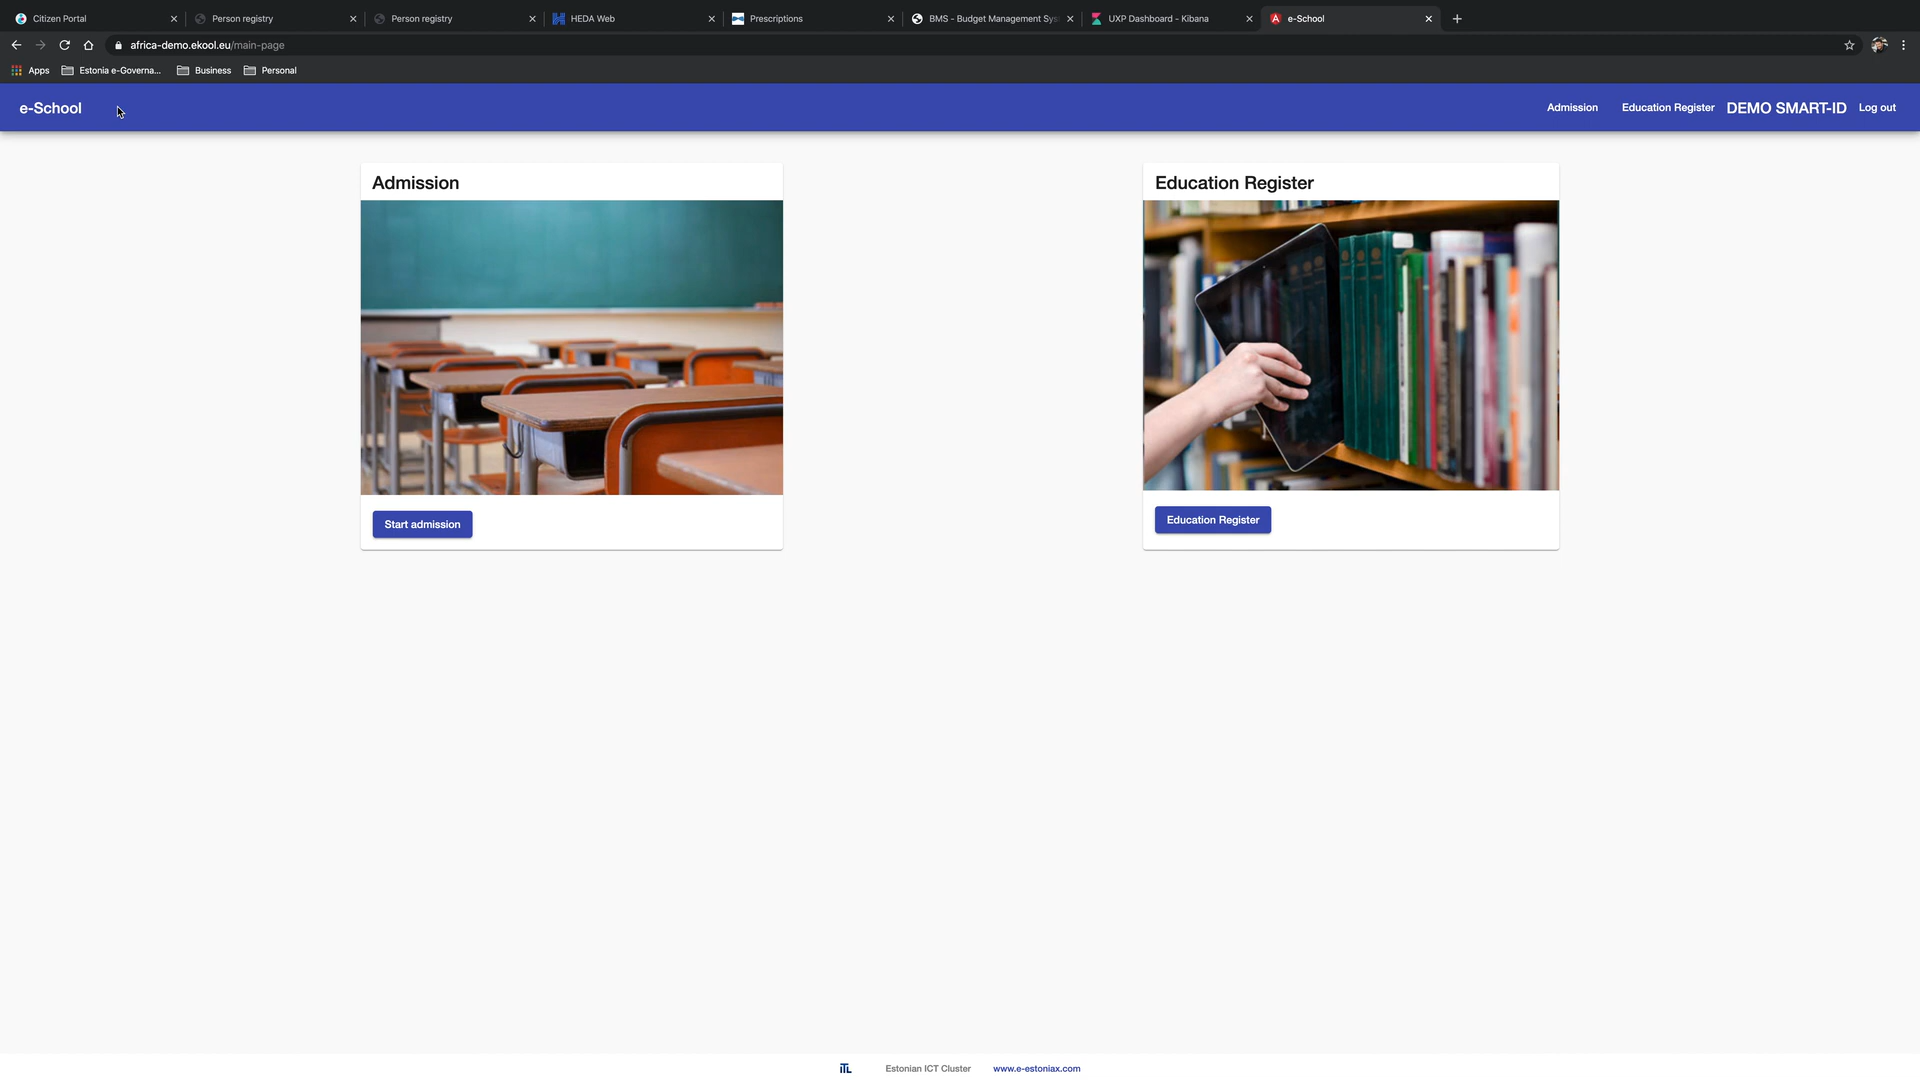 Citizen Portal
Person registry
Person registry
HEDA Web
Prescriptions
BMS - Budget Management Sys
UXP Dashboard - Kibana
e-School
africa-demo.ekool.eu/main-page
Apps
Estonia e-Governa...
Business
Personal
e-School
Admission
Education Register
DEMO SMART-ID
Log out
Admission
Education Register
Start admission
Education Register
iTL
Estonian ICT Cluster
www.e-estoniax.com